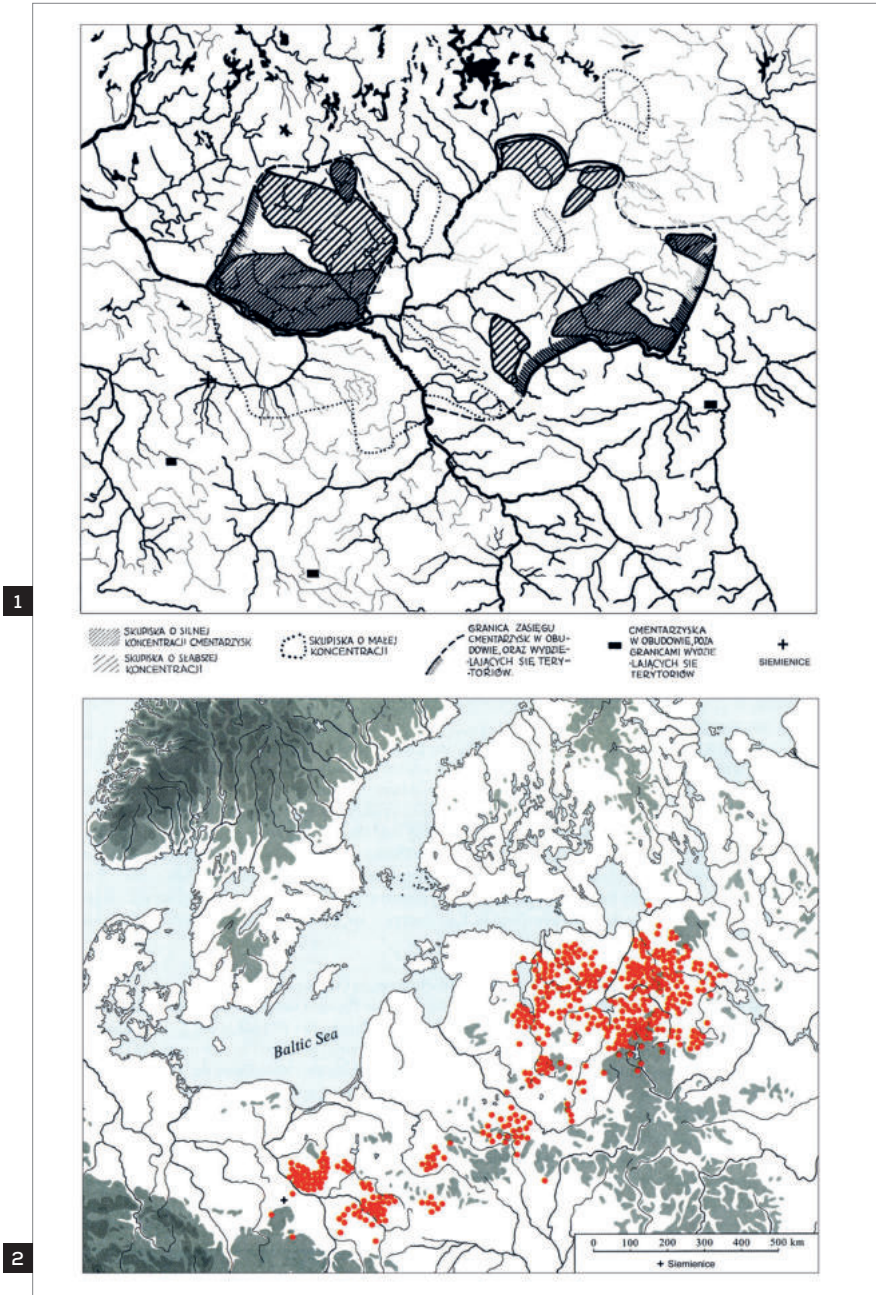 1
SKUPISKA O SILNEJ
KONCENTRACJI CMENTARZYSK
SKUPISKA O SŁABSZEJ
KONCENTRACJI
SKUPISKA O MAŁEJ
KONCENTRACJI
GRANICA ZASIĘGU
CMENTARZYSK W OBU-
DOWIE, ORAZ WYDZIE-
-LAJĄCYCH SIĘ TERY-
-TORIÓW.
CMENTARZYSKA
W OBUDOWIE, POZA
GRANICAMI WYDZIE
-LAJĄCYCH SIĘ
TERYTORIÓW
SIEMIENICE
Baltic Sea
0 100 200 300 400 500 km
Siemienice
2